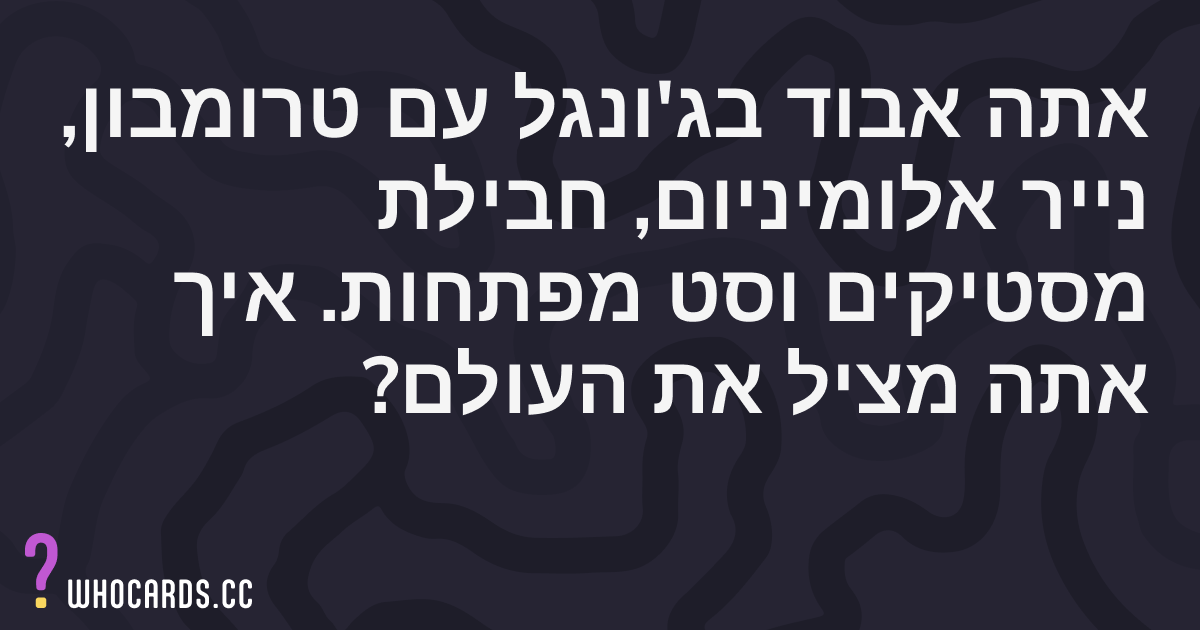 אתה אבוד בג'ונגל עם טרומבון,
נייר אלומיניום, חבילת
מסטיקים וסט מפתחות. איך
אתה מציל את העולם?
? WHOCARDS.CC